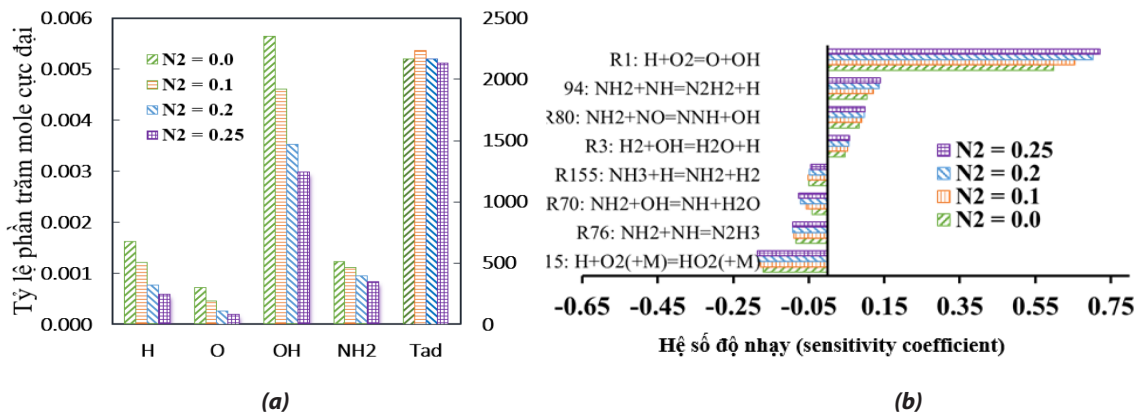 Tỷ lệ phần trăm mole cực đại
0.006
0.005
0.004
0.003
0.002
0.001
0.000
2500
2000
1500
1000
500
0
N2 = 0.0
N2 = 0.1
N2 = 0.2
N2 = 0.25
H O OH NH2 Tad
(a)
R1: H+O2=O+OH
94: NH2+NH=N2H2+H
R80: NH2+NO=NNH+OH
R3: H2+OH=H2O+H
R155: NH3+H=NH2+H2
R70: NH2+OH=NH+H2O
R76: NH2+NH=N2H3
15: H+O2(+M)=HO2(+M)
N2 = 0.25
N2 = 0.2
N2 = 0.1
N2 = 0.0
-0.65 -0.45 -0.25 -0.05 0.15 0.35 0.55 0.75
Hệ số độ nhạy (sensitivity coefficient)
(b)